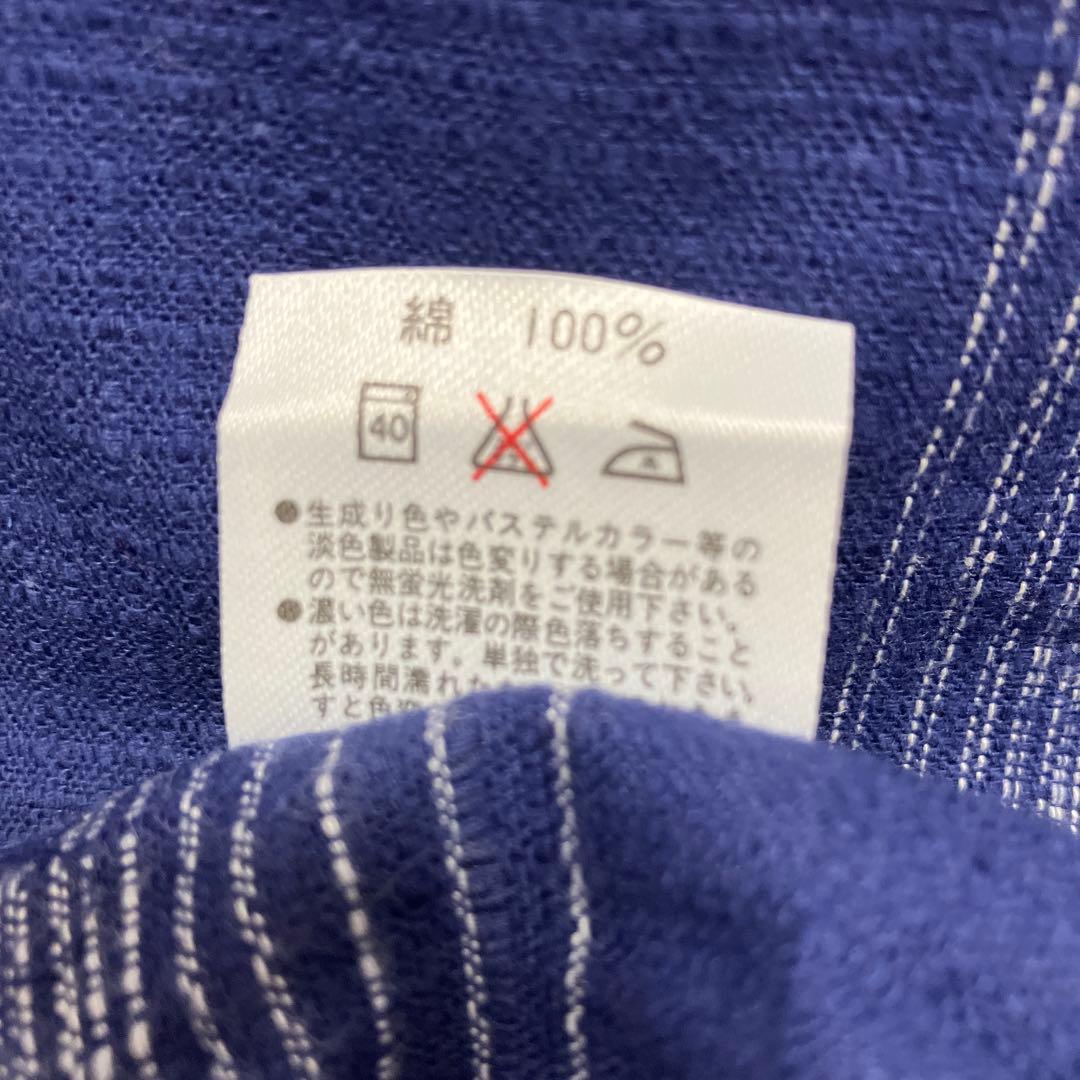 綿 100%
40
●生成り色やパステルカラー等の
淡色製品は色変りする場合がある
ので無蛍光洗剤をご使用下さい。
●濃い色は洗濯の際色落ちすること
があります。単独で洗って下さい。
長時間濡れた
すと色